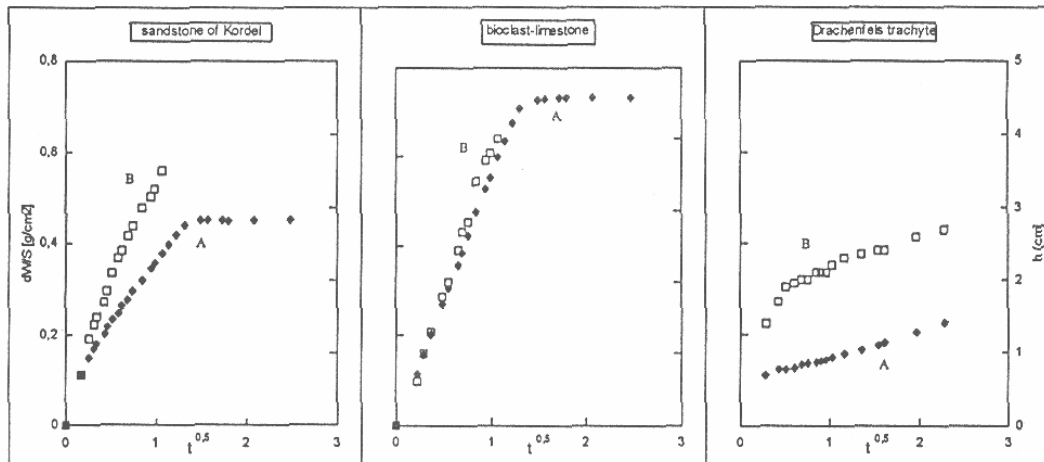 sandstone of Kordel
bioclast-limestone
Drachenfels trachyte
dW/S [g/cm2]
0,8
0,6
0,4
0,2
0
B
A
0 1 2 3
t 0,5
B
A
0 1 2 3
t 0,5
B
A
0 1 2 3
t 0,5
5
4
3
2
1
0
h (cm)